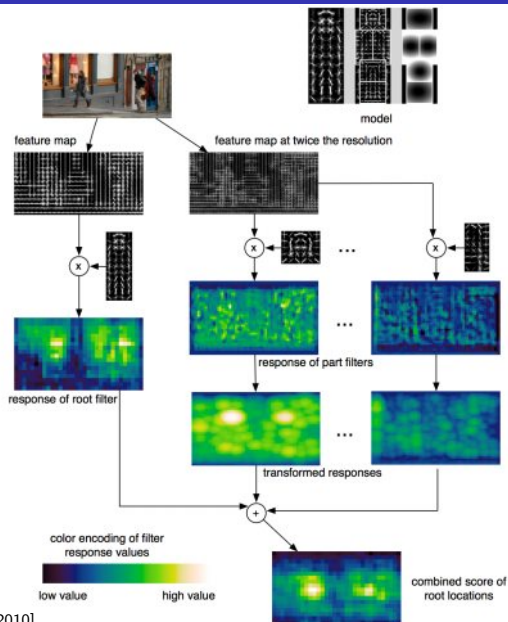 model
feature map
feature map at twice the resolution
x
x
...
x
...
response of part filters
response of root filter
...
transformed responses
+
color encoding of filter
response values
low value
high value
combined score of
root locations
2010]